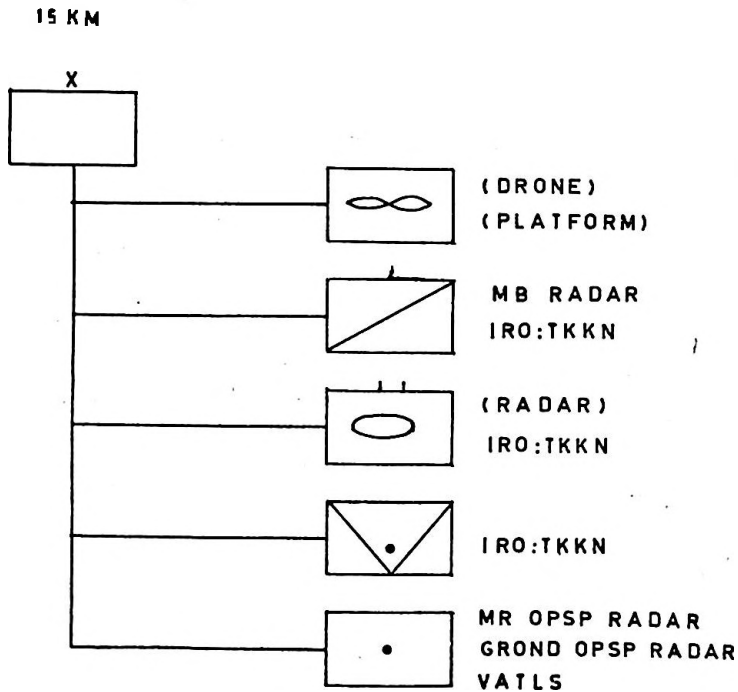 15 KM
X
(DRONE)
(PLATFORM)
MB RADAR
IRO:TKKN
(RADAR)
IRO:TKKN
IRO:TKKN
MR OPSP RADAR
GROND OPSP RADAR
VATLS